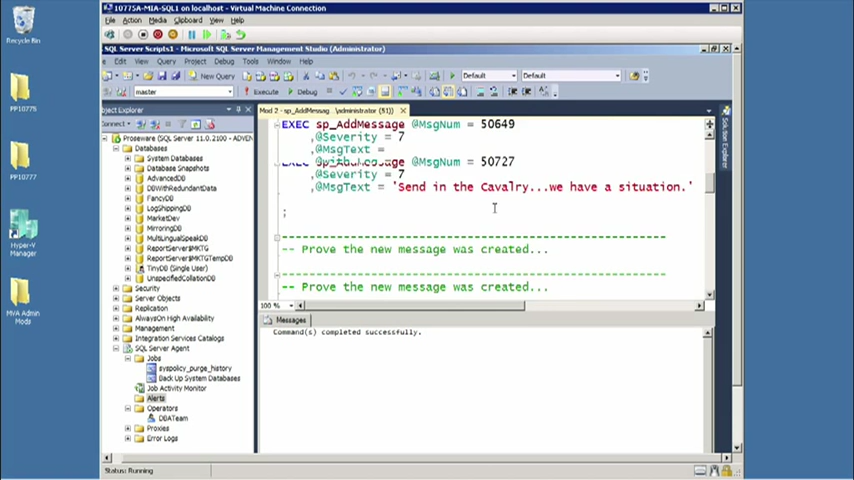 10775A-MIA-SQL1 on localhost - Virtual Machine Connection
File Action Media Clipboard View Help
SQL Server Scripts1 - Microsoft SQL Server Management Studio (Administrator)
Edit View Query Project Debug Tools Window Help
New Query
Default
Default
master
Execute
Debug
Object Explorer
Mod 2 - sp_AddMessag...\administrator (51))
Connect
Proseware (SQL Server 11.0.2100 - ADVEN
Databases
System Databases
Database Snapshots
AdvancedDB
DBWithRedundantData
FancyDB
LogShippingDB
MarketDev
MirroringDB
MultiLingualSpeakDB
ReportServer$MKTG
ReportServer$MKTGTempDB
TinyDB (Single User)
UnspecifiedCollationDB
Security
Server Objects
Replication
AlwaysOn High Availability
Management
Integration Services Catalogs
SQL Server Agent
Jobs
syspolicy_purge_history
Back Up System Databases
Job Activity Monitor
Alerts
Operators
DBATeam
Proxies
Error Logs
EXEC sp_AddMessage @MsgNum = 50649
,@Severity = 7
,@MsgText =
EXEC sp_AddMessage @MsgNum = 50727
,@Severity = 7
,@MsgText = 'Send in the Cavalry...we have a situation.'
;
-- Prove the new message was created...
-- Prove the new message was created...
100 %
Messages
Command(s) completed successfully.
Solution Explorer
Status: Running
Recycle Bin
PP10775
PP10777
Hyper-V Manager
MVA Admin Mods